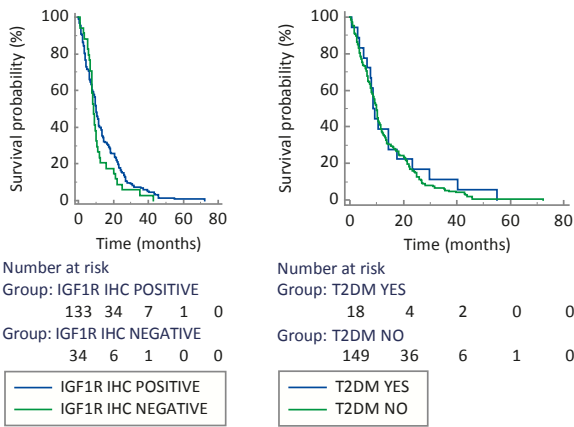 100
80
60
40
20
0
Survival probability (%)
0 20 40 60 80
Time (months)
Number at risk
Group: IGF1R IHC POSITIVE
133 34 7 1 0
Group: IGF1R IHC NEGATIVE
34 6 1 0 0
IGF1R IHC POSITIVE
IGF1R IHC NEGATIVE
100
80
60
40
20
0
Survival probability (%)
0 20 40 60 80
Time (months)
Number at risk
Group: T2DM YES
18 4 2 0 0
Group: T2DM NO
149 36 6 1 0
T2DM YES
T2DM NO